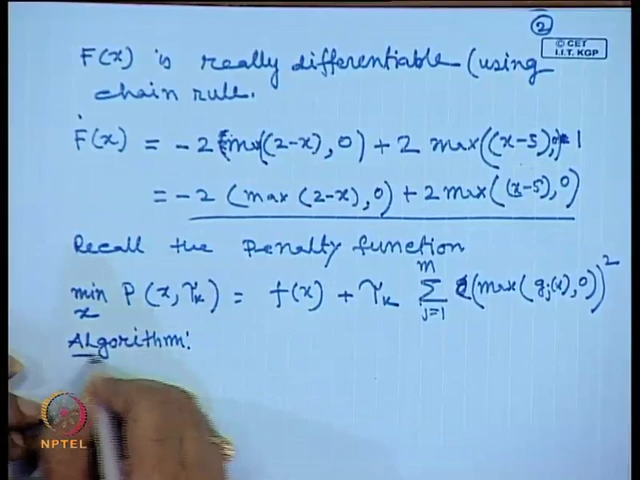 2
© CET
I.I.T. KGP
F(x) is really differentiable (using
chain rule.
Ḟ(x) = -2 (max((2-x), 0) + 2 max((x-5), 0) 1
= -2 (max (2-x), 0) + 2 max((x-5), 0)
Recall the Penalty function
min P(x, γk) = f(x) + γk Σ ((max(gj(x), 0))²
x j=1 m
Algorithm:
NPTEL